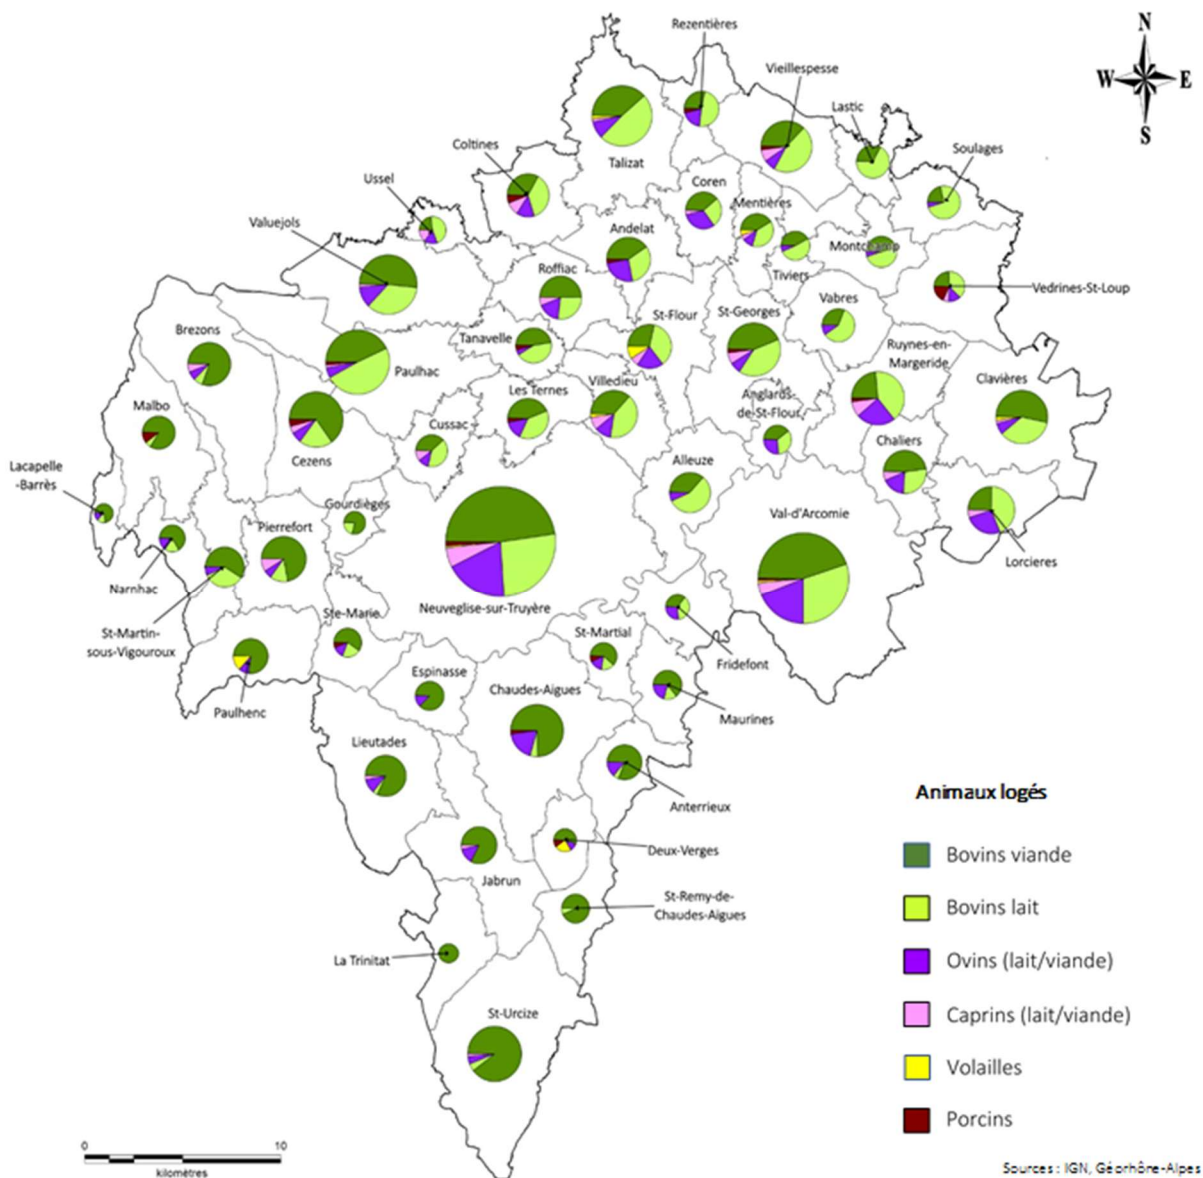 N
W
E
S
Rezentières
Vieillespesse
Lastic
Soulages
Coltines
Talizat
Ussel
Coren
Mentières
Valuejols
Andelat
Montchamp
Roffiac
Tiviers
Vedrines-St-Loup
Vabres
St-Flour
St-Georges
Brezons
Tanavelle
Ruynes-en-
Margeride
Paulhac
Clavières
Les Ternes
Villedieu
Anglards-
de-St-Flour
Malbo
Cussac
Chaliers
Cezens
Alleuze
Lacapelle
-Barrès
Gourdièges
Val-d'Arcomie
Pierrefort
Lorcieres
Narnhac
Neuveglise-sur-Truyère
Ste-Marie
St-Martin-
sous-Vigouroux
St-Martial
Fridefont
Espinasse
Chaudes-Aigues
Paulhenc
Maurines
Lieutades
Anterrieux
Deux-Verges
Jabrun
St-Remy-de-
Chaudes-Aigues
La Trinitat
St-Urcize
Animaux logés
Bovins viande
Bovins lait
Ovins (lait/viande)
Caprins (lait/viande)
Volailles
Porcins
0 10
kilomètres
Sources : IGN, Géorhône-Alpes